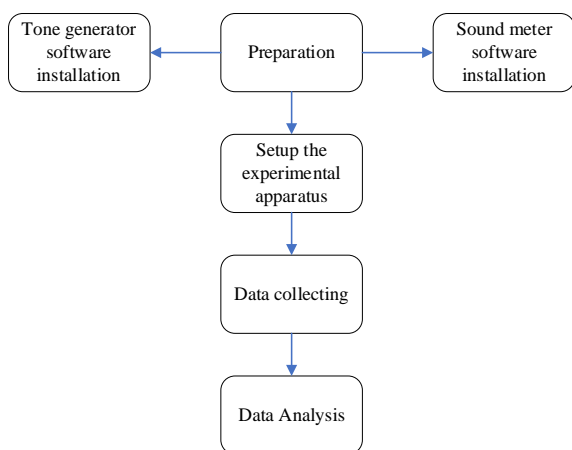 Tone generator
software
installation
Preparation
Sound meter
software
installation
Setup the
experimental
apparatus
Data collecting
Data Analysis